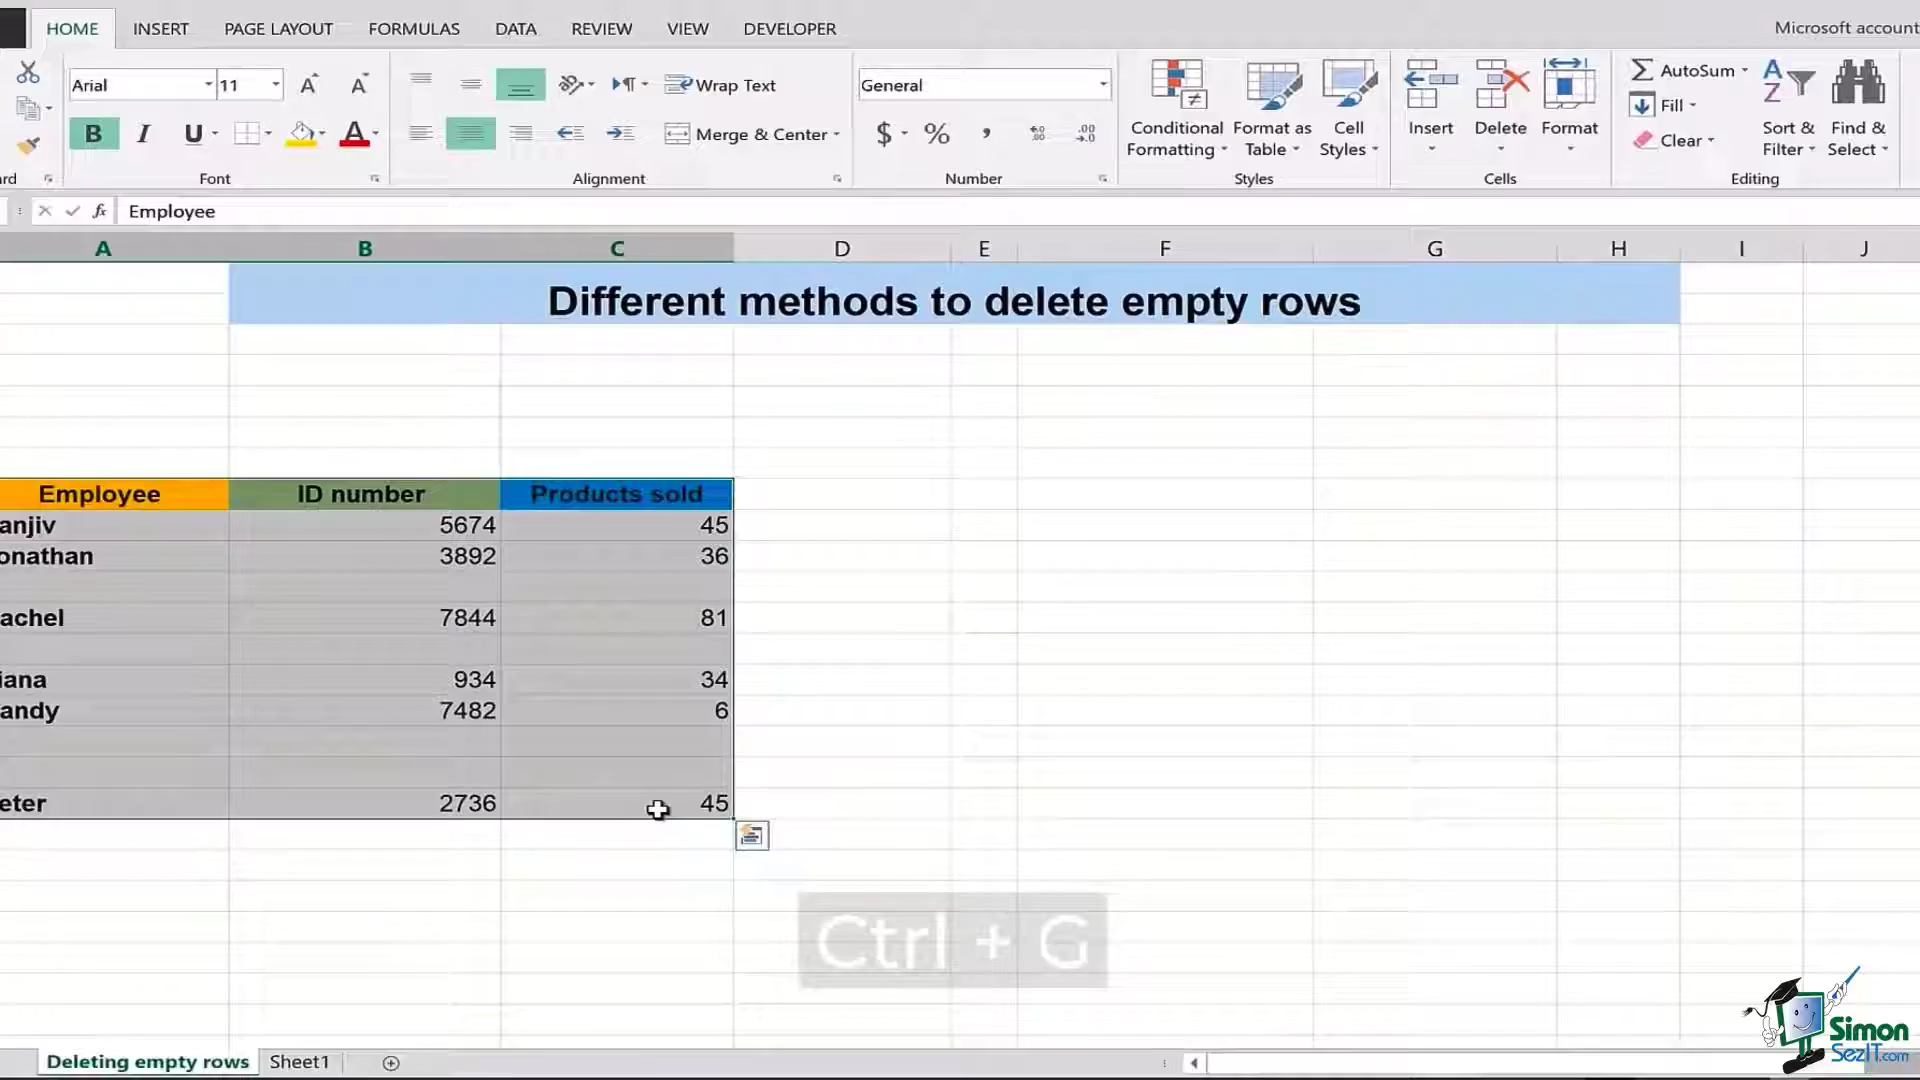 HOME INSERT PAGE LAYOUT FORMULAS DATA REVIEW VIEW DEVELOPER Microsoft account
Arial 11 Wrap Text General AutoSum
Fill
B I U Merge & Center $ % , Conditional Formatting Format as Table Cell Styles Insert Delete Format Clear Sort & Filter Find & Select
rd Font Alignment Number Styles Cells Editing
fx Employee
A B C D E F G H I J
Different methods to delete empty rows
Employee ID number Products sold
anjiv 5674 45
onathan 3892 36
achel 7844 81
iana 934 34
andy 7482 6
eter 2736 45
Ctrl + G
Simon
SezIT.com
Deleting empty rows Sheet1